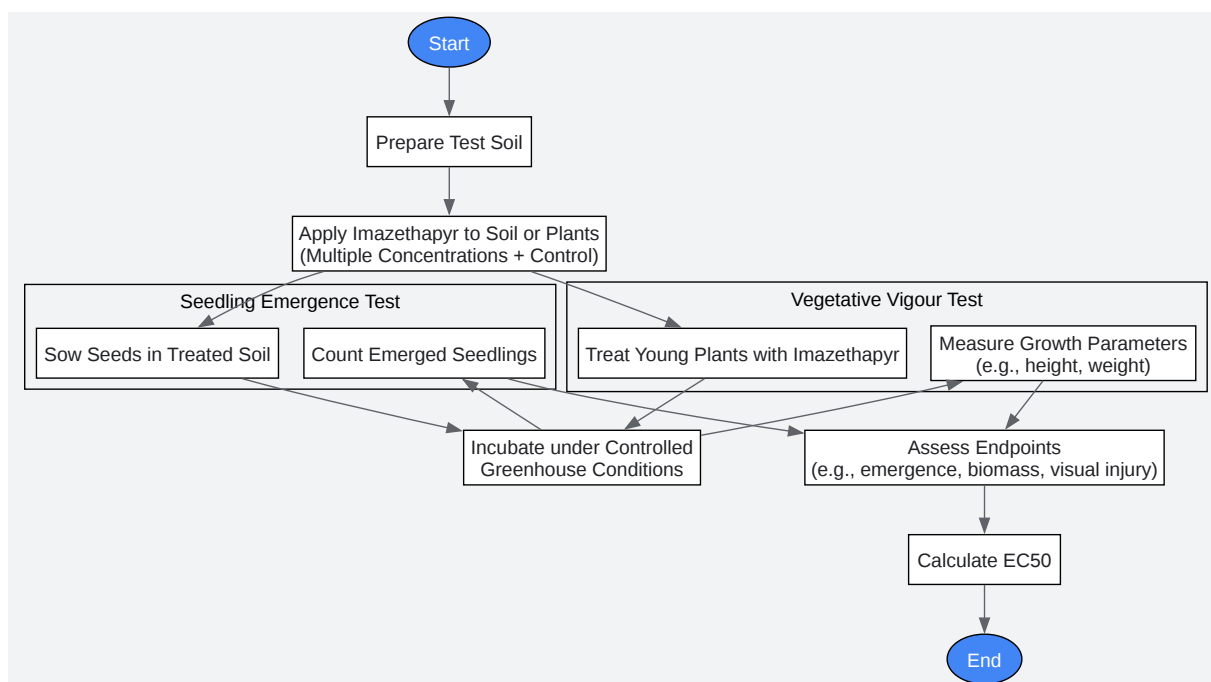 Start
Prepare Test Soil
Apply Imazethapyr to Soil or Plants
(Multiple Concentrations + Control)
Seedling Emergence Test
Sow Seeds in Treated Soil
Count Emerged Seedlings
Vegetative Vigour Test
Treat Young Plants with Imazethapyr
Measure Growth Parameters
(e.g., height, weight)
Incubate under Controlled
Greenhouse Conditions
Assess Endpoints
(e.g., emergence, biomass, visual injury)
Calculate EC50
End